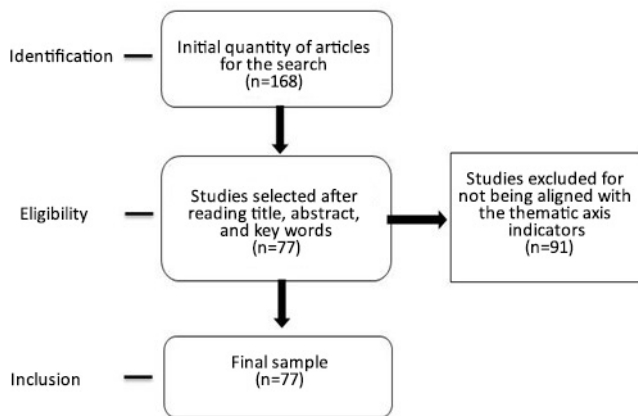 Identification
Initial quantity of articles
for the search
(n=168)
Eligibility
Studies selected after
reading title, abstract,
and key words
(n=77)
Studies excluded for
not being aligned with
the thematic axis
indicators
(n=91)
Inclusion
Final sample
(n=77)